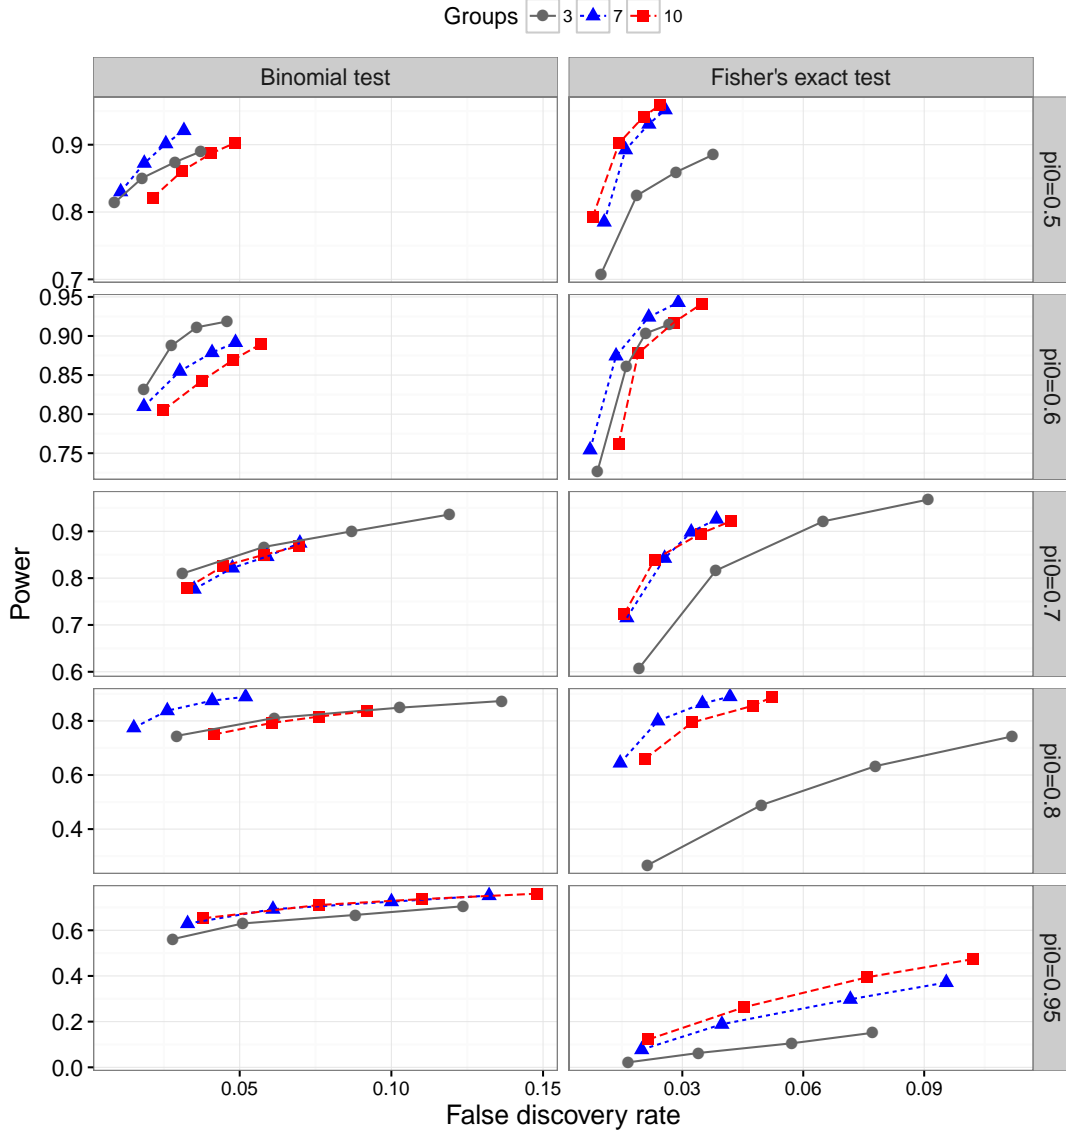 Groups 3 7 10
Binomial test Fisher's exact test
0.9
0.8
0.7
pi0=0.5
0.95
0.90
0.85
0.80
0.75
pi0=0.6
0.9
0.8
0.7
0.6
pi0=0.7
0.8
0.6
0.4
pi0=0.8
0.6
0.4
0.2
0.0
pi0=0.95
Power
0.05 0.10 0.15 0.03 0.06 0.09
False discovery rate